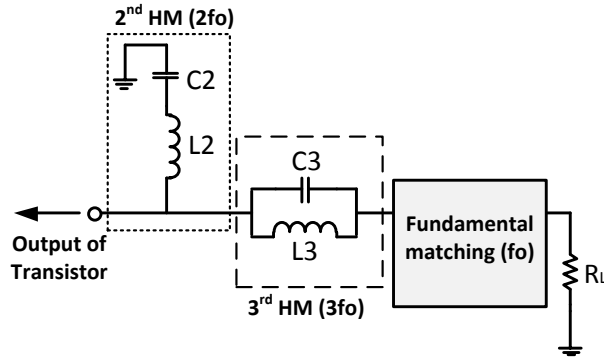 2nd HM (2fo)
C2
L2
C3
L3
Output of
Transistor
3rd HM (3fo)
Fundamental
matching (fo)
RL